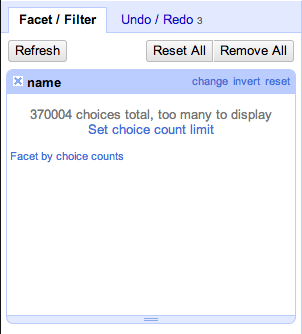 Facet / Filter Undo / Redo 3
Refresh Reset All Remove All
name change invert reset
370004 choices total, too many to display
Set choice count limit
Facet by choice counts